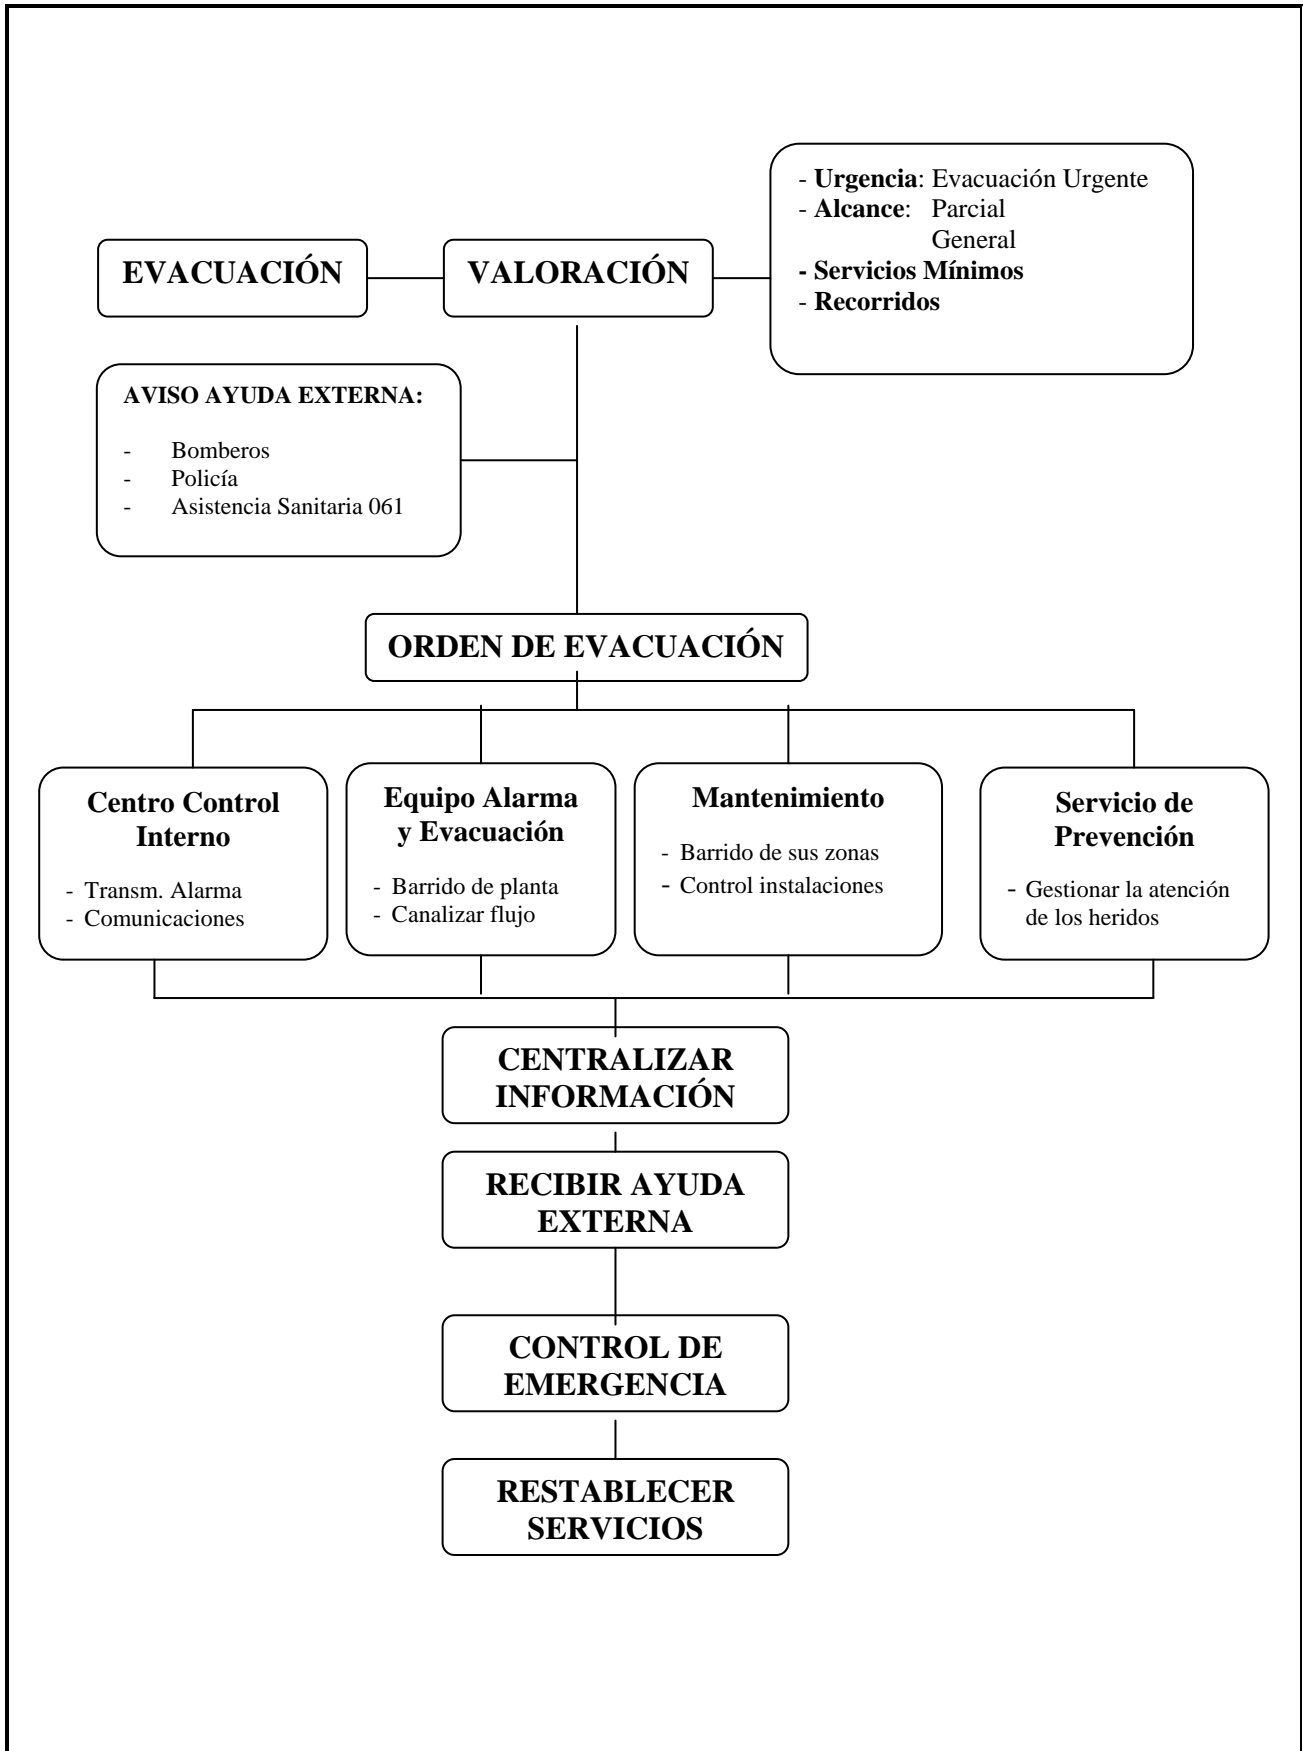 EVACUACIÓN
VALORACIÓN
- Urgencia: Evacuación Urgente
- Alcance: Parcial
General
- Servicios Mínimos
- Recorridos
AVISO AYUDA EXTERNA:
- Bomberos
- Policía
- Asistencia Sanitaria 061
ORDEN DE EVACUACIÓN
Centro Control
Interno
- Transm. Alarma
- Comunicaciones
Equipo Alarma
y Evacuación
- Barrido de planta
- Canalizar flujo
Mantenimiento
- Barrido de sus zonas
- Control instalaciones
Servicio de
Prevención
- Gestionar la atención
de los heridos
CENTRALIZAR
INFORMACIÓN
RECIBIR AYUDA
EXTERNA
CONTROL DE
EMERGENCIA
RESTABLECER
SERVICIOS